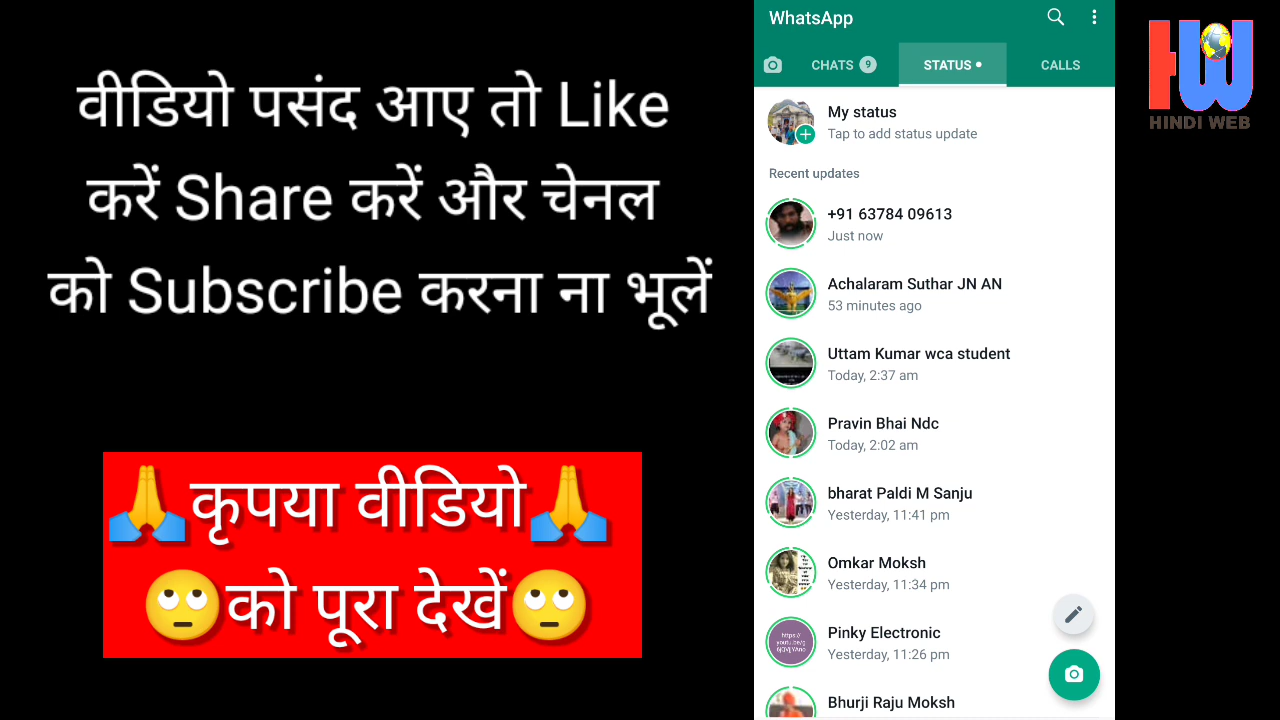 वीडियो पसंद आए तो Like
करें Share करें और चेनल
को Subscribe करना ना भूलें
🙏कृपया वीडियो🙏
🙄को पूरा देखें🙄
WhatsApp
CHATS 9
STATUS •
CALLS
My status
Tap to add status update
Recent updates
+91 63784 09613
Just now
Achalaram Suthar JN AN
53 minutes ago
Uttam Kumar wca student
Today, 2:37 am
Pravin Bhai Ndc
Today, 2:02 am
bharat Paldi M Sanju
Yesterday, 11:41 pm
Omkar Moksh
Yesterday, 11:34 pm
Pinky Electronic
Yesterday, 11:26 pm
Bhurji Raju Moksh
HW
HINDI WEB